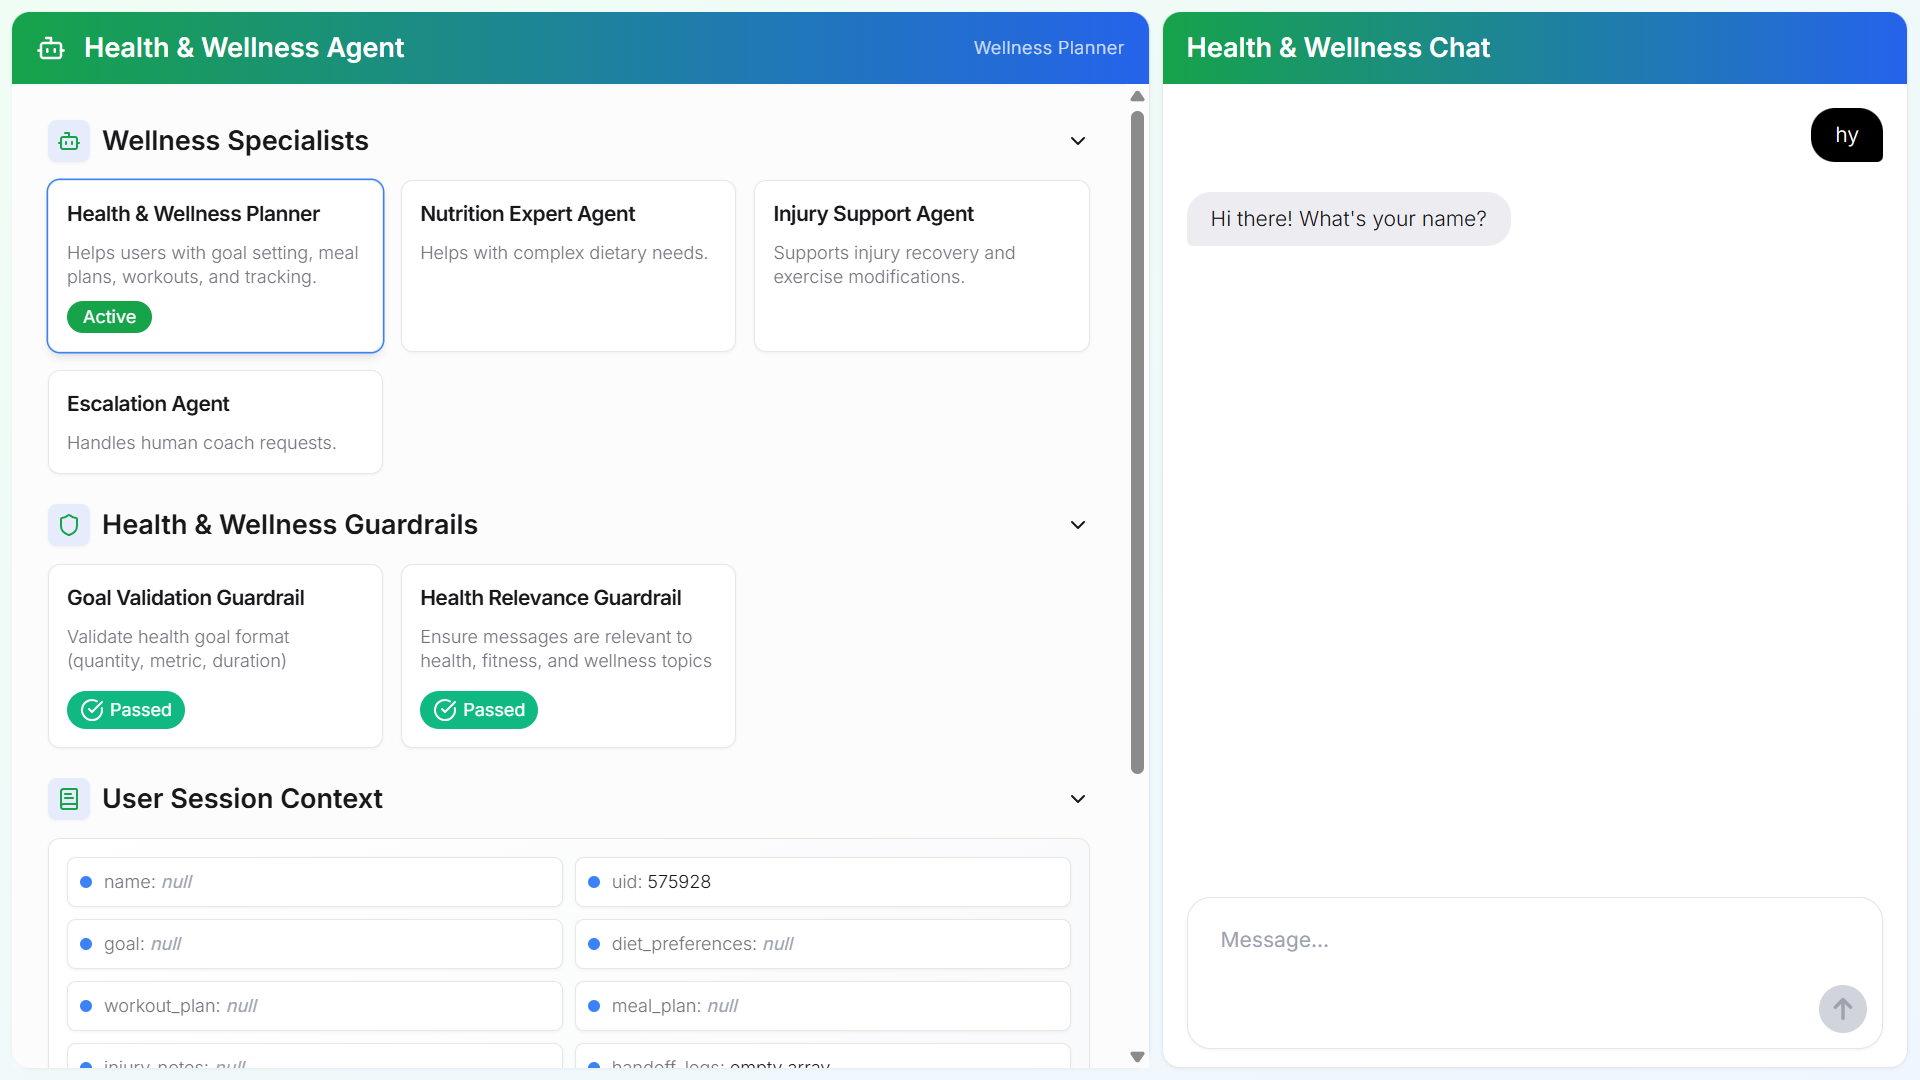 Health & Wellness Agent
Wellness Planner
Wellness Specialists
Health & Wellness Planner
Helps users with goal setting, meal
plans, workouts, and tracking.
Active
Nutrition Expert Agent
Helps with complex dietary needs.
Injury Support Agent
Supports injury recovery and
exercise modifications.
Escalation Agent
Handles human coach requests.
Health & Wellness Guardrails
Goal Validation Guardrail
Validate health goal format
(quantity, metric, duration)
Passed
Health Relevance Guardrail
Ensure messages are relevant to
health, fitness, and wellness topics
Passed
User Session Context
name: null
uid: 575928
goal: null
diet_preferences: null
workout_plan: null
meal_plan: null
injury_notes: null
handoff_logs: empty array
Health & Wellness Chat
hy
Hi there! What's your name?
Message...